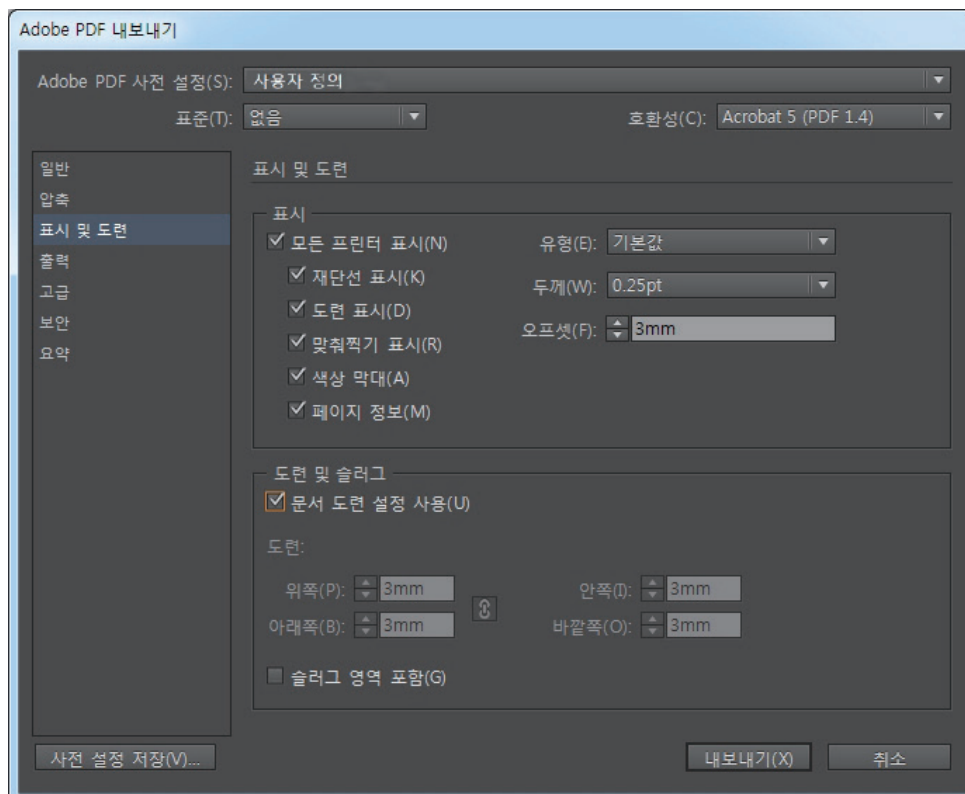 Adobe PDF 내보내기
Adobe PDF 사전 설정(S): 사용자 정의
표준(T): 없음 호환성(C): Acrobat 5 (PDF 1.4)
일반
압축
표시 및 도련
출력
고급
보안
요약
표시 및 도련
표시
모든 프린터 표시(N) 유형(E): 기본값
재단선 표시(K) 두께(W): 0.25pt
도련 표시(D) 오프셋(F): 3mm
맞춰찍기 표시(R)
색상 막대(A)
페이지 정보(M)
도련 및 슬러그
문서 도련 설정 사용(U)
도련:
위쪽(P): 3mm 안쪽(I): 3mm
아래쪽(B): 3mm 바깥쪽(O): 3mm
슬러그 영역 포함(G)
사전 설정 저장(V)... 내보내기(X) 취소